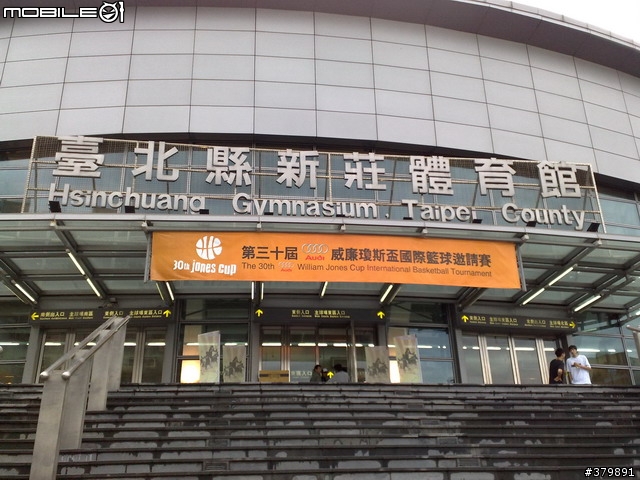 MOBILE01
臺北縣新莊體育館
Hsinchuang Gymnasium, Taipei County
30th Jones Cup
第三十屆 Audi 威廉瓊斯盃國際籃球邀請賽
The 30th Audi William Jones Cup International Basketball Tournament
#379891